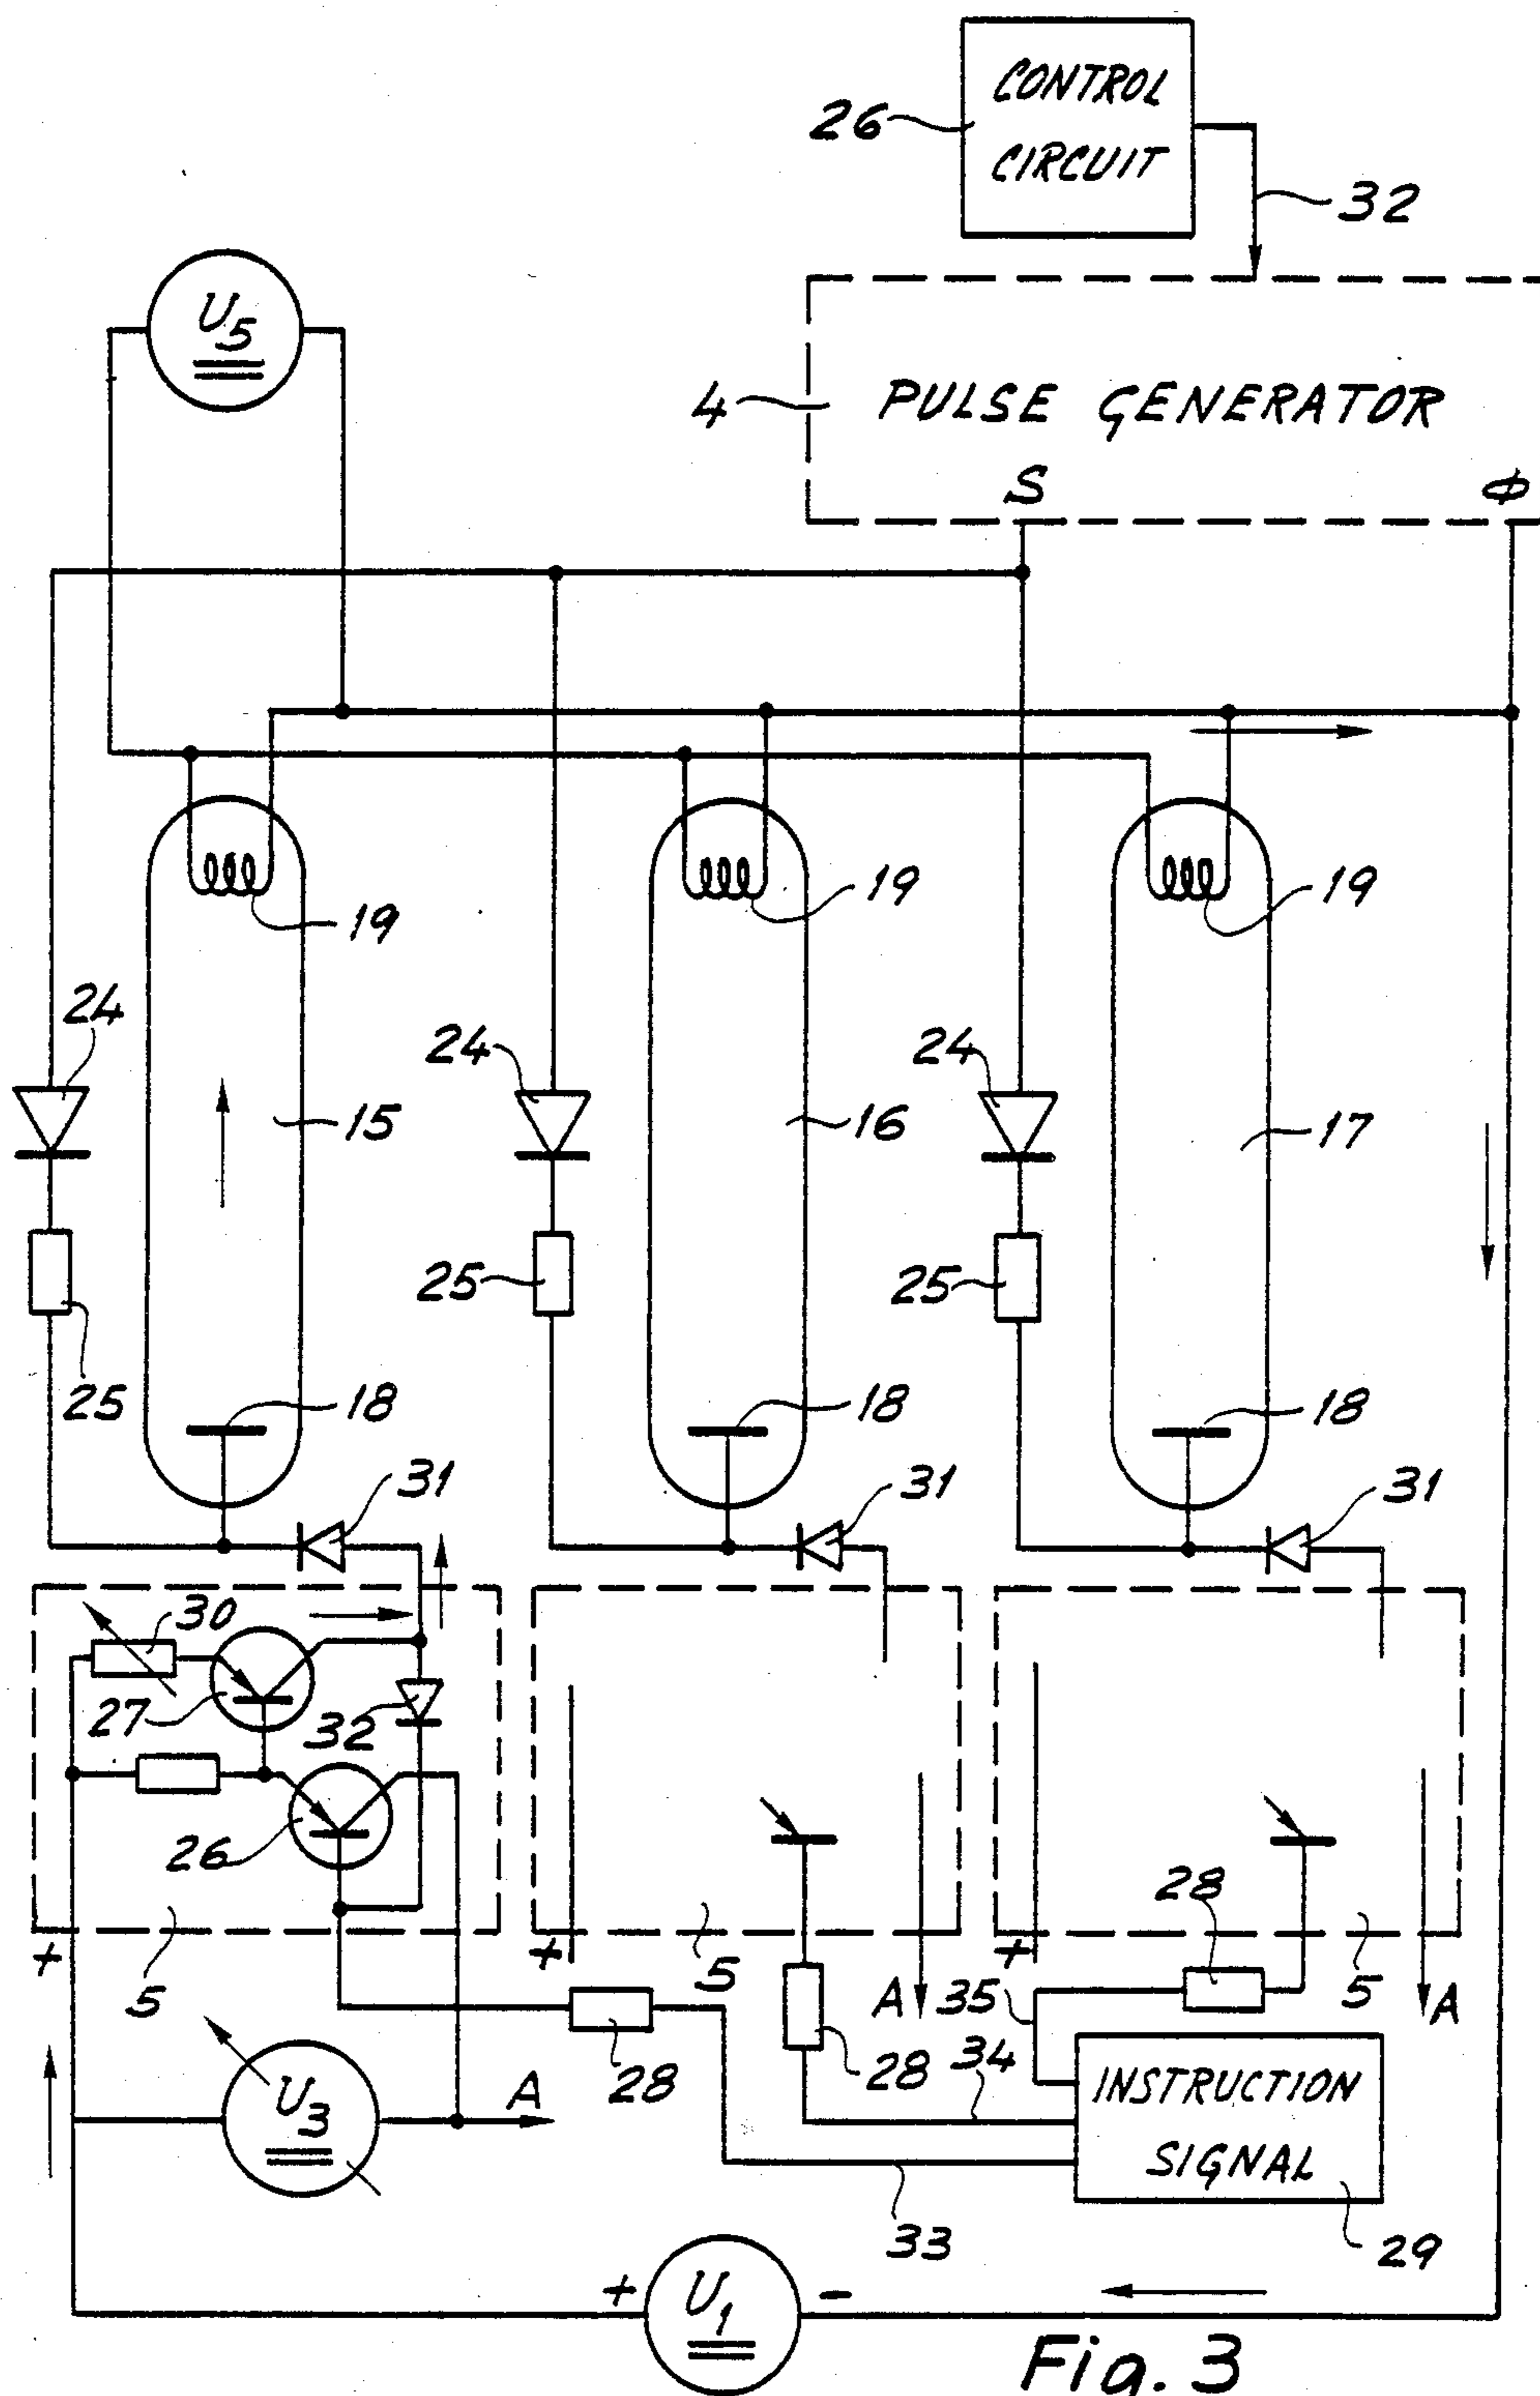 CONTROL
CIRCUIT
26
32
U5
4
PULSE GENERATOR
S
Φ
19
19
19
24
24
24
15
16
17
25
25
25
18
18
18
31
31
31
30
27
32
26
28
+
+
+
5
5
5
A
35
A
28
28
34
U3
A
INSTRUCTION
SIGNAL
33
29
+
U1
-
Fig. 3